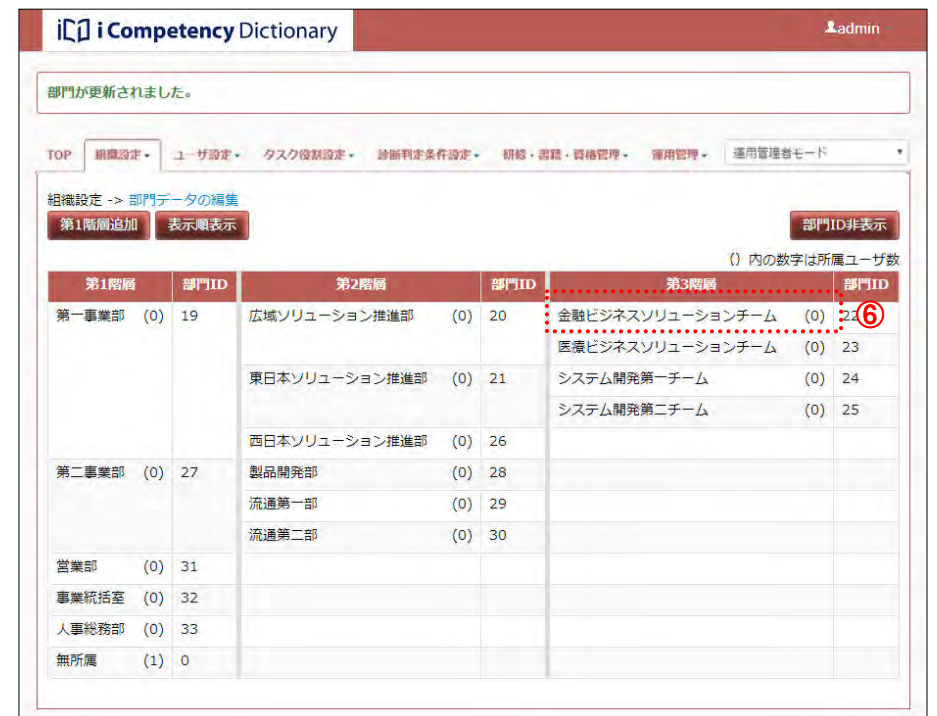 iCD i Competency Dictionary
admin
部門が更新されました。
TOP 組織設定 ユーザ設定 タスク役割設定 診断判定条件設定 研修・書籍・資格管理 運用管理 運用管理者モード
組織設定 -> 部門データの編集
第1階層追加 表示順表示 部門ID非表示
() 内の数字は所属ユーザ数
第1階層 部門ID 第2階層 部門ID 第3階層 部門ID
第一事業部 (0) 19 広域ソリューション推進部 (0) 20 金融ビジネスソリューションチーム (0) 22 ⑥
医療ビジネスソリューションチーム (0) 23
東日本ソリューション推進部 (0) 21 システム開発第一チーム (0) 24
システム開発第二チーム (0) 25
西日本ソリューション推進部 (0) 26
第二事業部 (0) 27 製品開発部 (0) 28
流通第一部 (0) 29
流通第二部 (0) 30
営業部 (0) 31
事業統括室 (0) 32
人事総務部 (0) 33
無所属 (1) 0